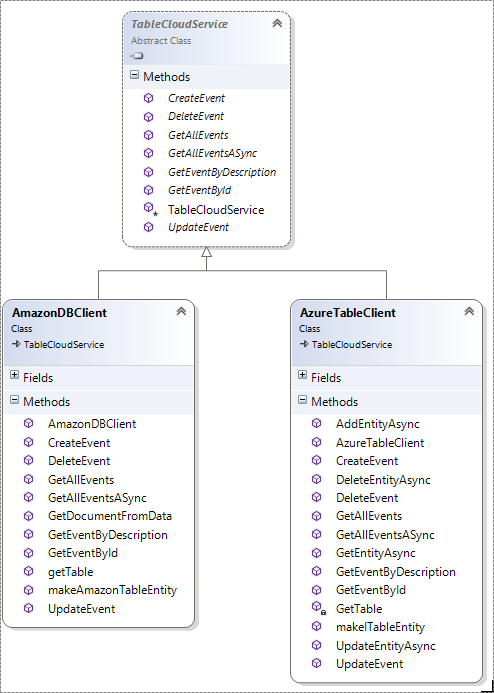 TableCloudService
Abstract Class
Methods
CreateEvent
DeleteEvent
GetAllEvents
GetAllEventsASync
GetEventByDescription
GetEventById
TableCloudService
UpdateEvent
AmazonDBClient
Class
TableCloudService
Fields
Methods
AmazonDBClient
CreateEvent
DeleteEvent
GetAllEvents
GetAllEventsASync
GetDocumentFromData
GetEventByDescription
GetEventById
getTable
makeAmazonTableEntity
UpdateEvent
AzureTableClient
Class
TableCloudService
Fields
Methods
AddEntityAsync
AzureTableClient
CreateEvent
DeleteEntityAsync
DeleteEvent
GetAllEvents
GetAllEventsASync
GetEntityAsync
GetEventByDescription
GetEventById
GetTable
makeITableEntity
UpdateEntityAsync
UpdateEvent